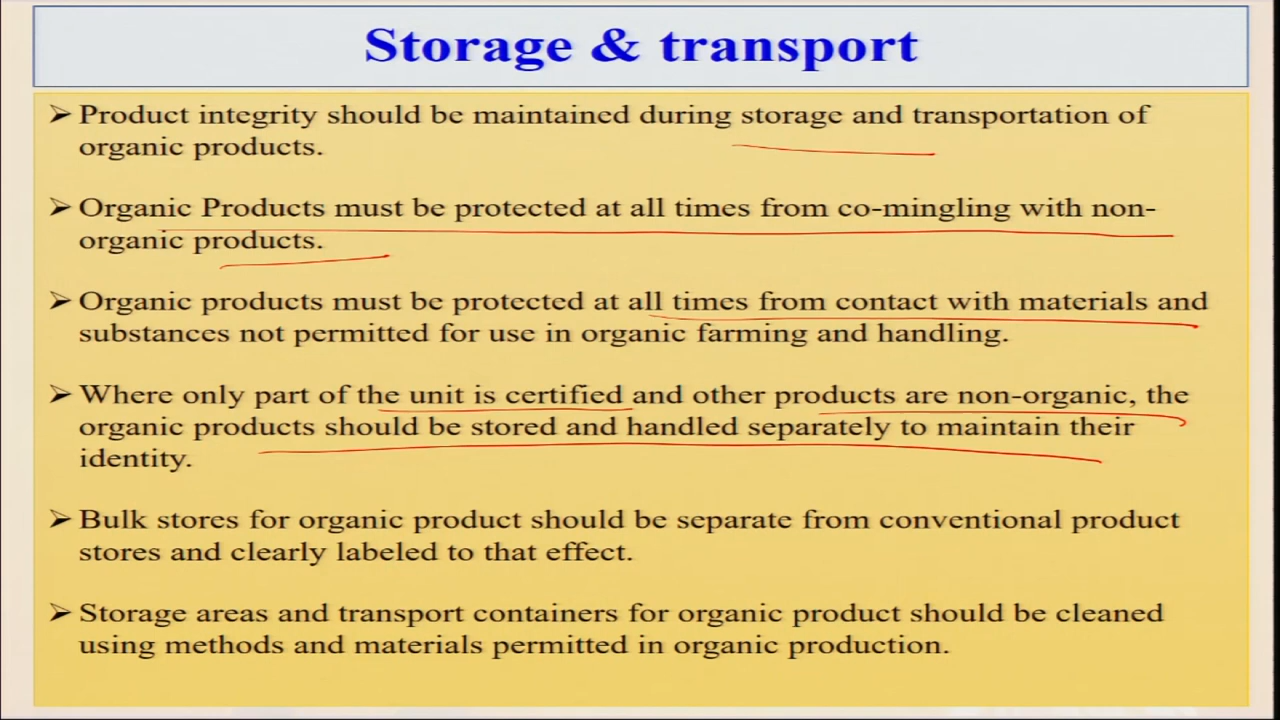 Storage & transport
➢ Product integrity should be maintained during storage and transportation of
organic products.
➢ Organic Products must be protected at all times from co-mingling with non-
organic products.
➢ Organic products must be protected at all times from contact with materials and
substances not permitted for use in organic farming and handling.
➢ Where only part of the unit is certified and other products are non-organic, the
organic products should be stored and handled separately to maintain their
identity.
➢ Bulk stores for organic product should be separate from conventional product
stores and clearly labeled to that effect.
➢ Storage areas and transport containers for organic product should be cleaned
using methods and materials permitted in organic production.